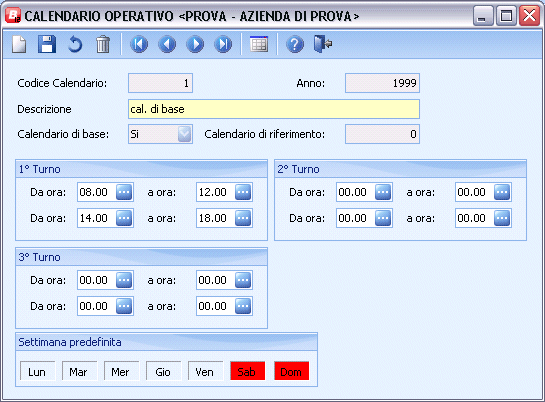 CALENDARIO OPERATIVO <PROVA - AZIENDA DI PROVA>
Codice Calendario: 1 Anno: 1999
Descrizione cal. di base
Calendario di base: Si Calendario di riferimento: 0
1° Turno
Da ora: 08.00 a ora: 12.00
Da ora: 14.00 a ora: 18.00
2° Turno
Da ora: 00.00 a ora: 00.00
Da ora: 00.00 a ora: 00.00
3° Turno
Da ora: 00.00 a ora: 00.00
Da ora: 00.00 a ora: 00.00
Settimana predefinita
Lun Mar Mer Gio Ven Sab Dom